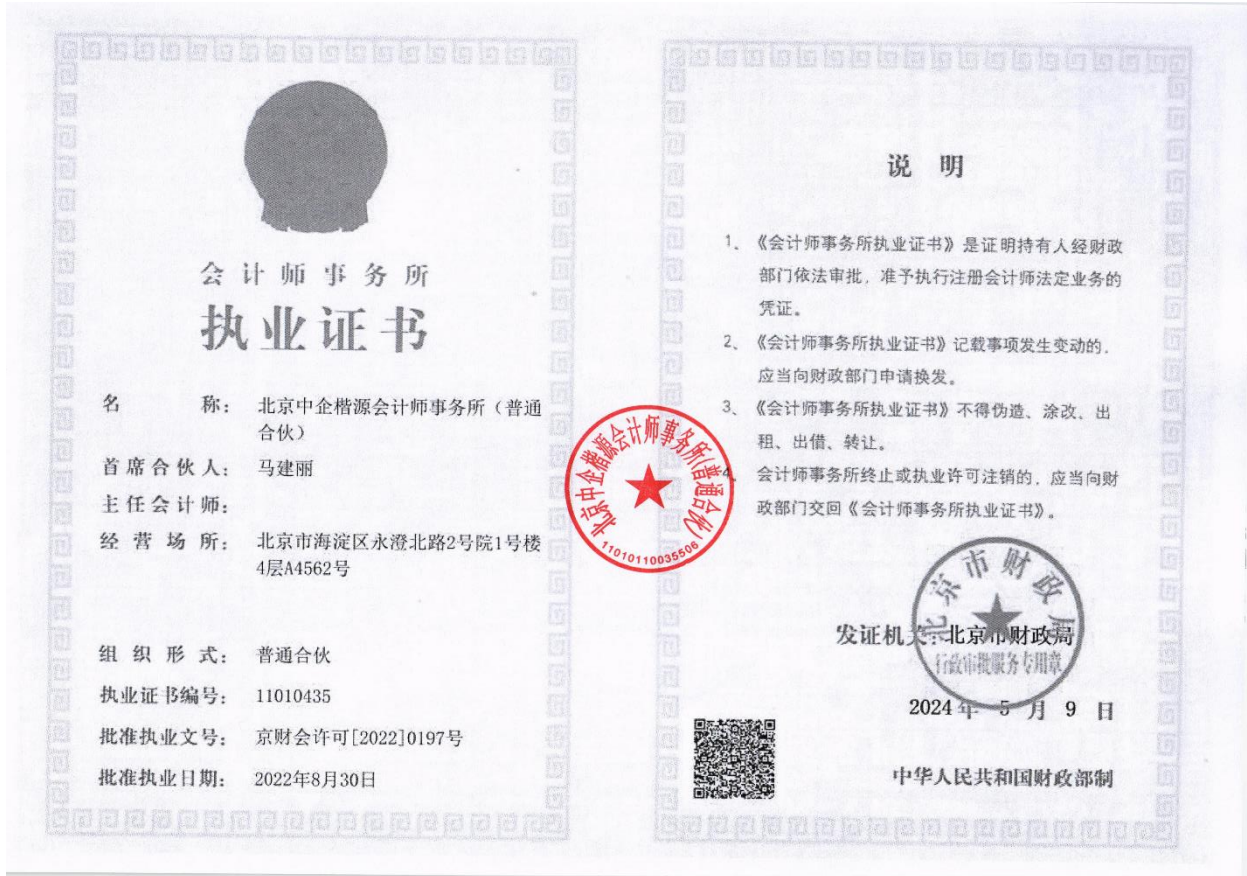 会计师事务所
执业证书
名 称: 北京中企楷源会计师事务所（普通
合伙）
首席合伙人: 马建丽
主任会计师:
经营场所: 北京市海淀区永澄北路2号院1号楼
4层A4562号
组织形式: 普通合伙
执业证书编号: 11010435
批准执业文号: 京财会许可[2022]0197号
批准执业日期: 2022年8月30日
北京中企楷源会计师事务所(普通合伙)
11010110035506
说 明
1、《会计师事务所执业证书》是证明持有人经财政
部门依法审批，准予执行注册会计师法定业务的
凭证。
2、《会计师事务所执业证书》记载事项发生变动的，
应当向财政部门申请换发。
3、《会计师事务所执业证书》不得伪造、涂改、出
租、出借、转让。
4、会计师事务所终止或执业许可注销的，应当向财
政部门交回《会计师事务所执业证书》。
发证机关:北京市财政局
北京市财政局
行政审批服务专用章
2024年 5 月 9 日
中华人民共和国财政部制